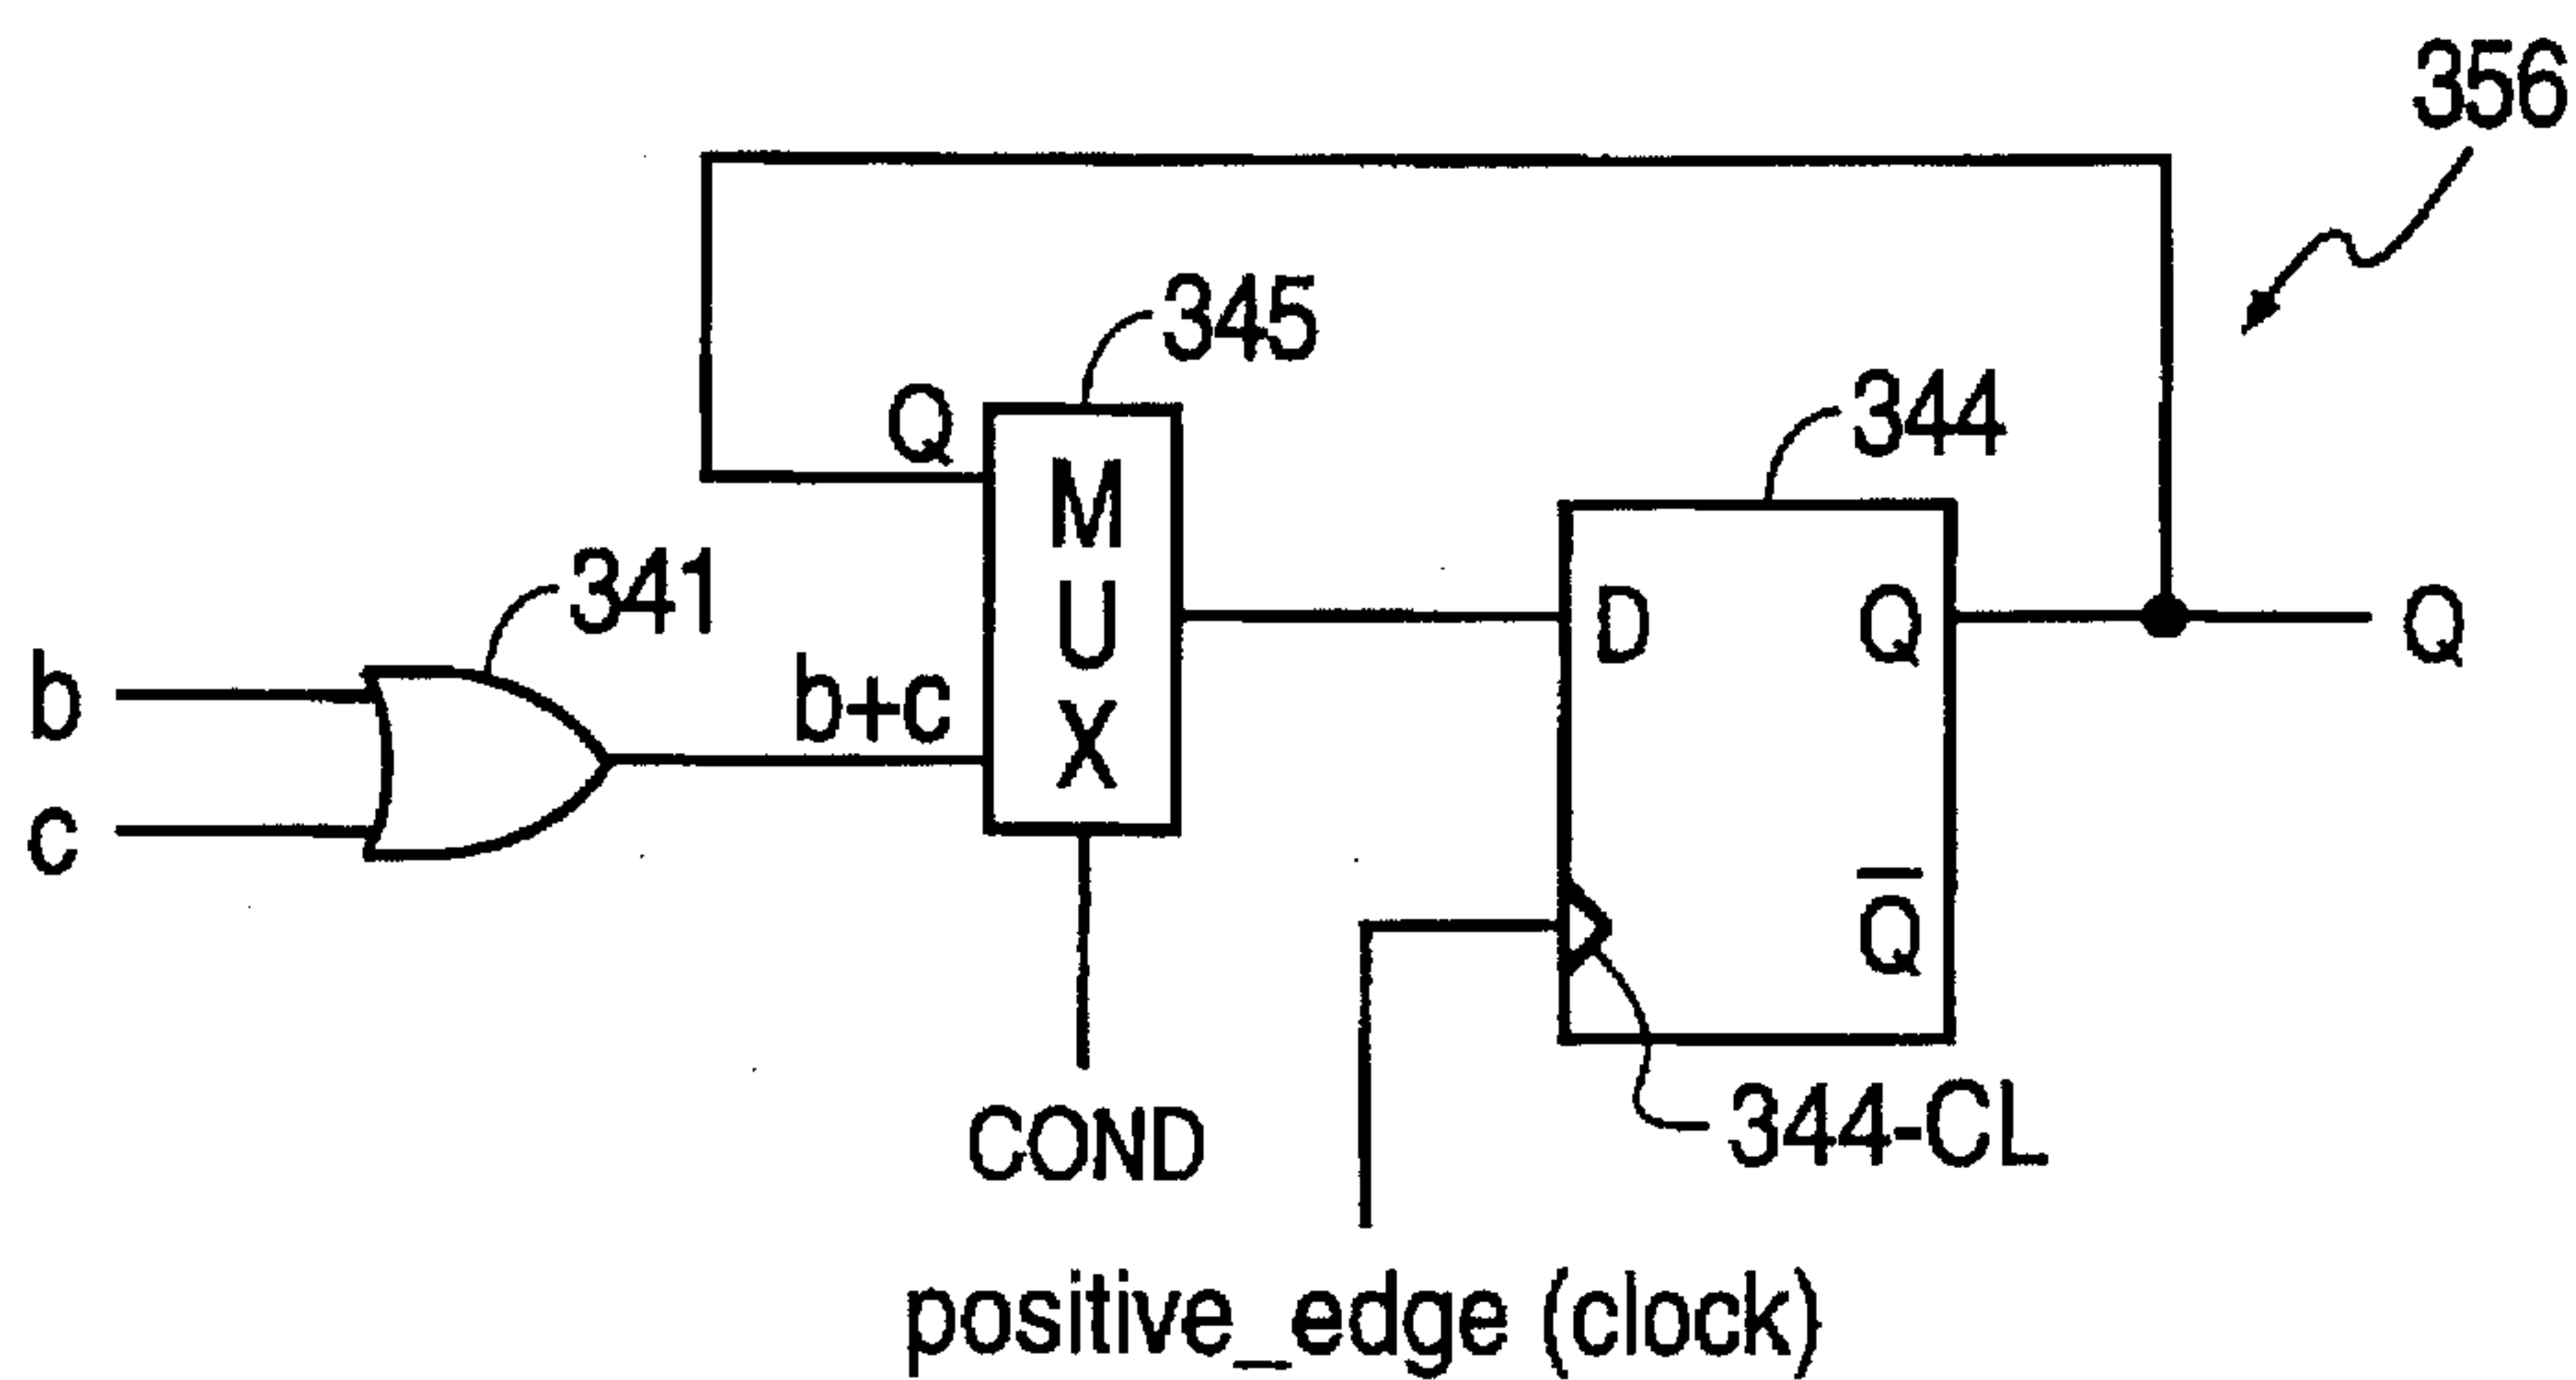 356
345
Q
344
341
M
U
X
D
Q
Q
b
b+c
c
Q̅
COND
344-CL
positive_edge (clock)